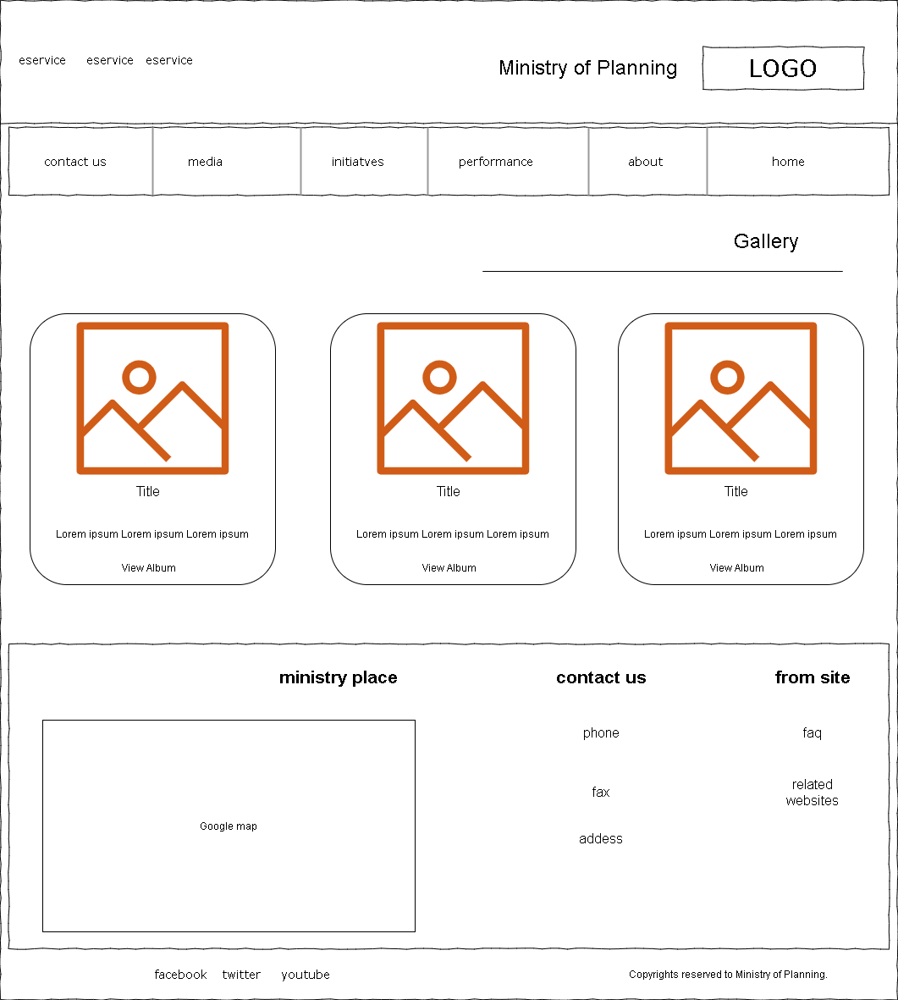 eservice eservice eservice
Ministry of Planning
LOGO
contact us
media
initiatves
performance
about
home
Gallery
Title
Lorem ipsum Lorem ipsum Lorem ipsum
View Album
Title
Lorem ipsum Lorem ipsum Lorem ipsum
View Album
Title
Lorem ipsum Lorem ipsum Lorem ipsum
View Album
ministry place
Google map
contact us
phone
fax
addess
from site
faq
related
websites
facebook twitter youtube
Copyrights reserved to Ministry of Planning.